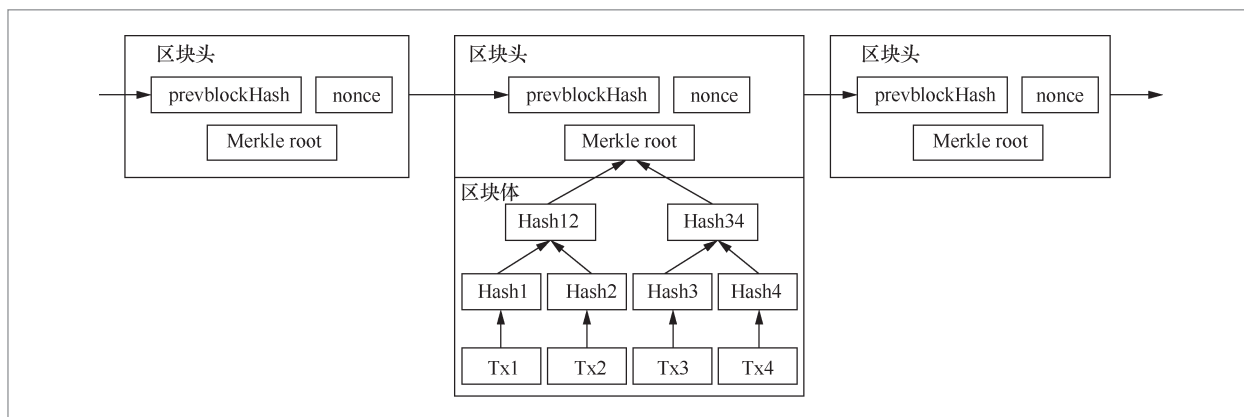 区块头
prevblockHash
nonce
Merkle root
区块头
prevblockHash
nonce
Merkle root
区块体
Hash12
Hash34
Hash1
Hash2
Hash3
Hash4
Tx1
Tx2
Tx3
Tx4
区块头
prevblockHash
nonce
Merkle root